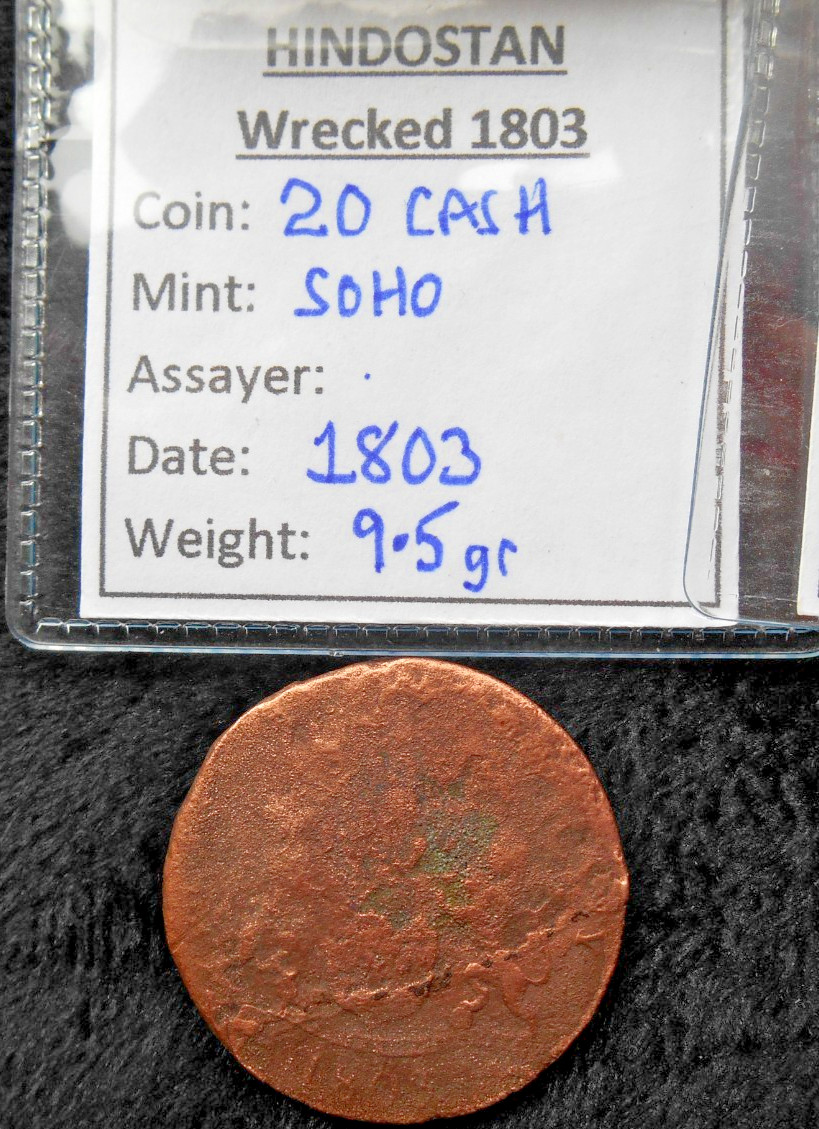 HINDOSTAN
Wrecked 1803
Coin: 20 CASH
Mint: SOHO
Assayer: .
Date: 1803
Weight: 9.5 gr